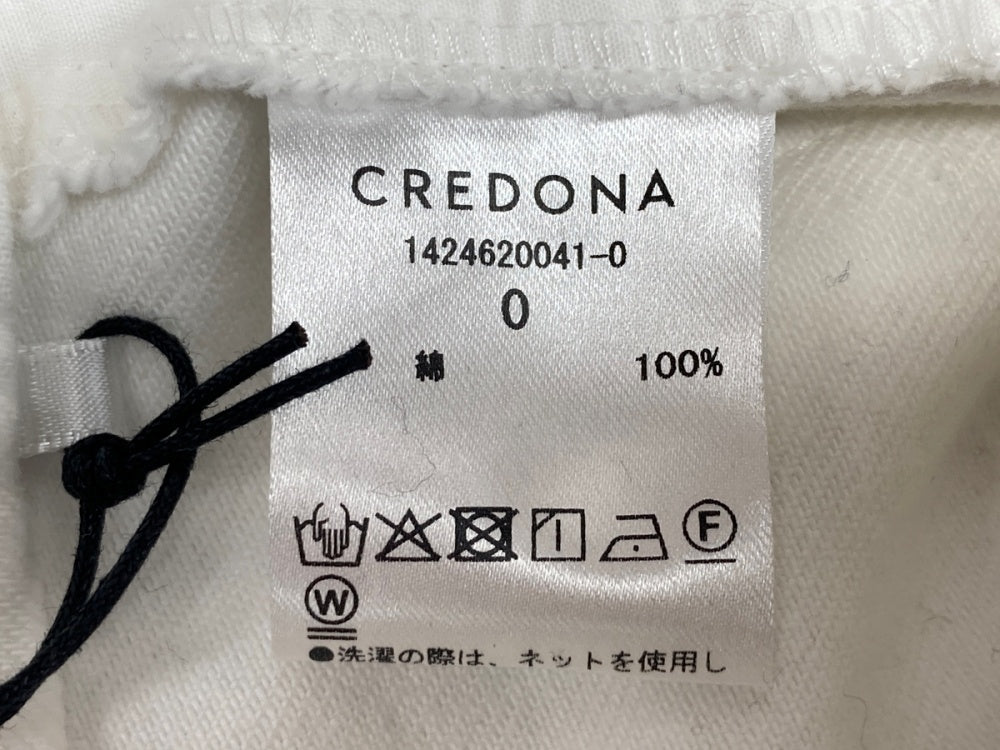 CREDONA
1424620041-0
0
綿 100%
F
W
●洗濯の際は、ネットを使用し